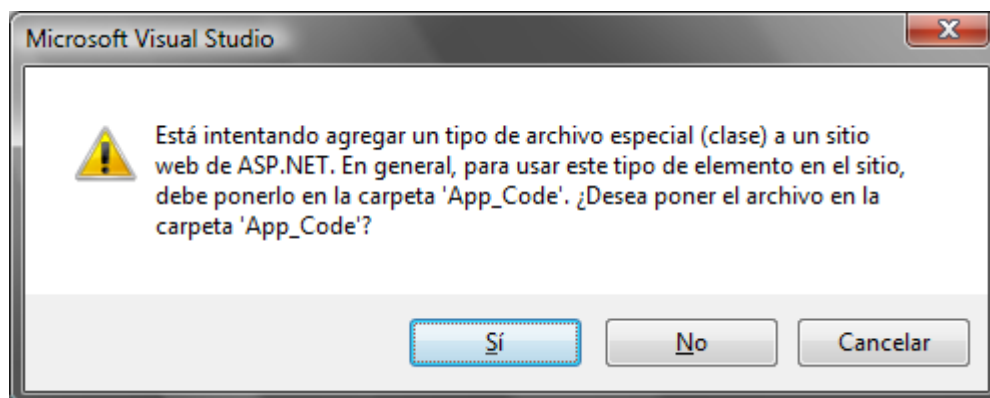 Microsoft Visual Studio
Está intentando agregar un tipo de archivo especial (clase) a un sitio
web de ASP.NET. En general, para usar este tipo de elemento en el sitio,
debe ponerlo en la carpeta 'App_Code'. ¿Desea poner el archivo en la
carpeta 'App_Code'?
Sí No Cancelar